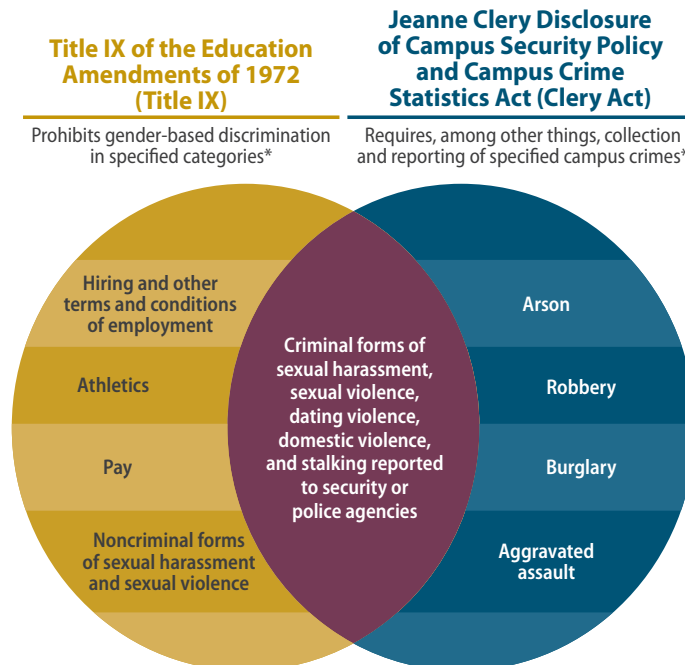 Title IX of the Education
Amendments of 1972
(Title IX)
Prohibits gender-based discrimination
in specified categories*
Jeanne Clery Disclosure
of Campus Security Policy
and Campus Crime
Statistics Act (Clery Act)
Requires, among other things, collection
and reporting of specified campus crimes*
Hiring and other
terms and conditions
of employment
Athletics
Pay
Noncriminal forms
of sexual harassment
and sexual violence
Criminal forms of
sexual harassment,
sexual violence,
dating violence,
domestic violence,
and stalking reported
to security or
police agencies
Arson
Robbery
Burglary
Aggravated
assault